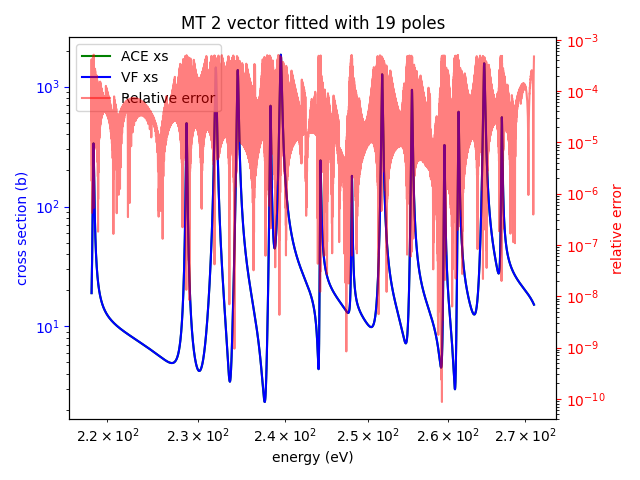 MT 2 vector fitted with 19 poles
ACE xs
VF xs
Relative error
cross section (b)
10³
10²
10¹
relative error
10⁻³
10⁻⁴
10⁻⁵
10⁻⁶
10⁻⁷
10⁻⁸
10⁻⁹
10⁻¹⁰
2.2 × 10² 2.3 × 10² 2.4 × 10² 2.5 × 10² 2.6 × 10² 2.7 × 10²
energy (eV)